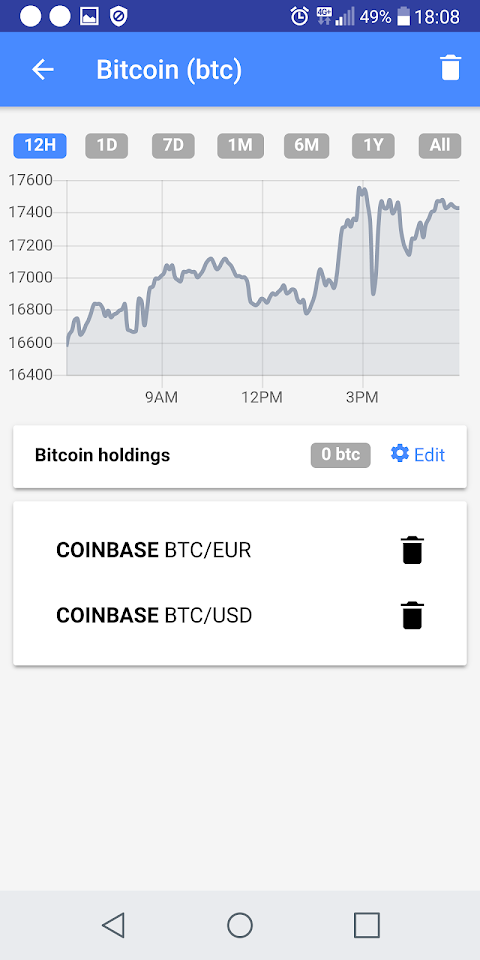 4G+ 49% 18:08
Bitcoin (btc)
12H 1D 7D 1M 6M 1Y All
17600
17400
17200
17000
16800
16600
16400
9AM 12PM 3PM
Bitcoin holdings 0 btc Edit
COINBASE BTC/EUR
COINBASE BTC/USD